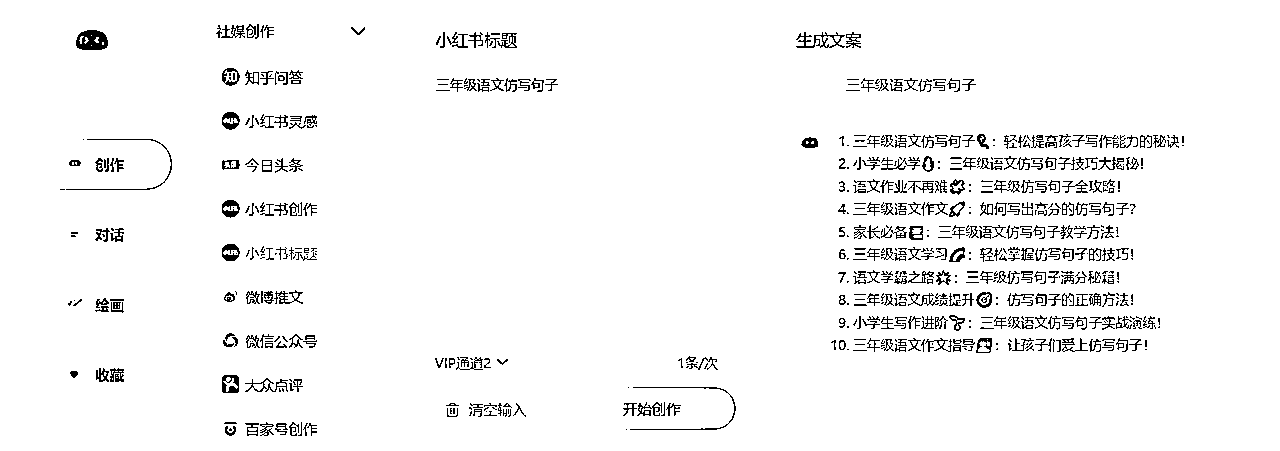 创作
对话
绘画
收藏
社媒创作
知乎问答
小红书灵感
今日头条
小红书创作
小红书标题
微博推文
微信公众号
大众点评
百家号创作
小红书标题
三年级语文仿写句子
VIP通道2
1条/次
清空输入
开始创作
生成文案
三年级语文仿写句子
1. 三年级语文仿写句子：轻松提高孩子写作能力的秘诀！
2. 小学生必学：三年级语文仿写句子技巧大揭秘！
3. 语文作业不再难：三年级仿写句子全攻略！
4. 三年级语文作文：如何写出高分的仿写句子？
5. 家长必备：三年级语文仿写句子教学方法！
6. 三年级语文学习：轻松掌握仿写句子的技巧！
7. 语文学霸之路：三年级仿写句子满分秘籍！
8. 三年级语文成绩提升：仿写句子的正确方法！
9. 小学生写作进阶：三年级语文仿写句子实战演练！
10. 三年级语文作文指导：让孩子们爱上仿写句子！